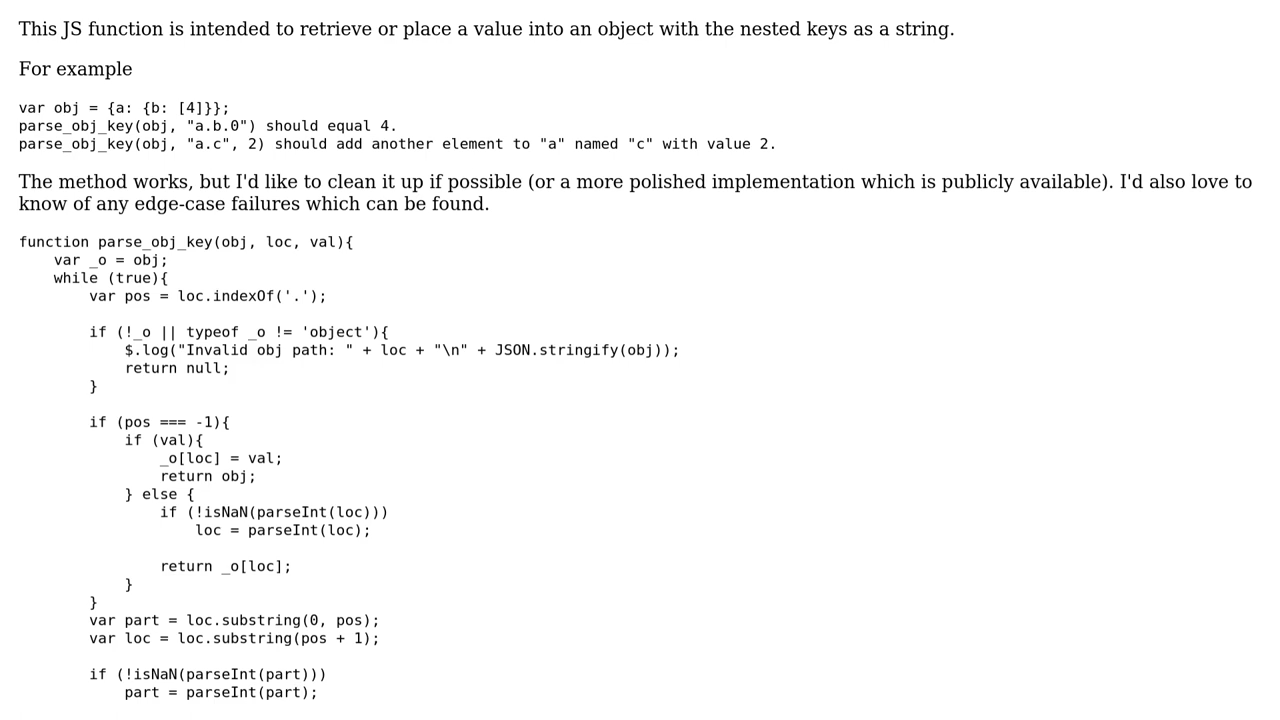 This JS function is intended to retrieve or place a value into an object with the nested keys as a string.
For example
var obj = {a: {b: [4]}};
parse_obj_key(obj, "a.b.0") should equal 4.
parse_obj_key(obj, "a.c", 2) should add another element to "a" named "c" with value 2.
The method works, but I'd like to clean it up if possible (or a more polished implementation which is publicly available). I'd also love to
know of any edge-case failures which can be found.
function parse_obj_key(obj, loc, val){
    var _o = obj;
    while (true){
        var pos = loc.indexOf('.');

        if (!_o || typeof _o != 'object'){
            $.log("Invalid obj path: " + loc + "\n" + JSON.stringify(obj));
            return null;
        }

        if (pos === -1){
            if (val){
                _o[loc] = val;
                return obj;
            } else {
                if (!isNaN(parseInt(loc)))
                    loc = parseInt(loc);

                return _o[loc];
            }
        }
        var part = loc.substring(0, pos);
        var loc = loc.substring(pos + 1);

        if (!isNaN(parseInt(part)))
            part = parseInt(part);